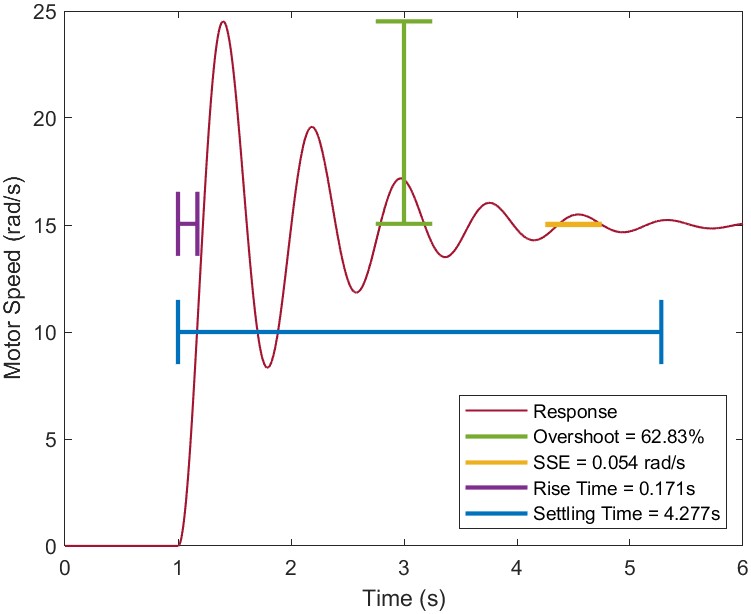 25
20
15
10
5
0
Motor Speed (rad/s)
Response
Overshoot = 62.83%
SSE = 0.054 rad/s
Rise Time = 0.171s
Settling Time = 4.277s
0 1 2 3 4 5 6
Time (s)